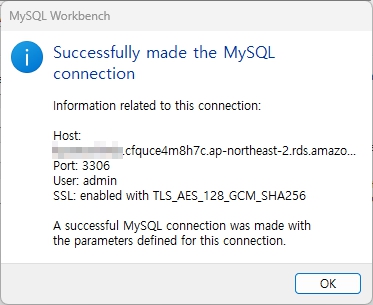 MySQL Workbench
Successfully made the MySQL
connection
Information related to this connection:
Host:
.cfquce4m8h7c.ap-northeast-2.rds.amazo...
Port: 3306
User: admin
SSL: enabled with TLS_AES_128_GCM_SHA256
A successful MySQL connection was made with
the parameters defined for this connection.
OK